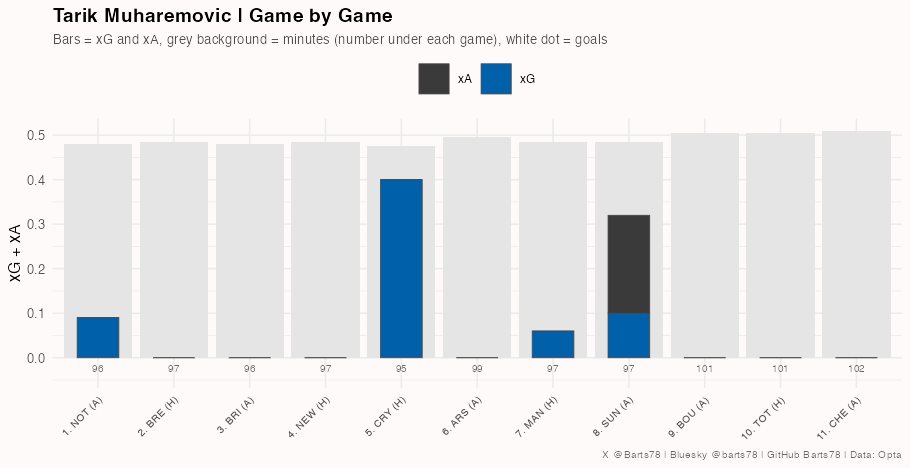 Tarik Muharemovic | Game by Game
Bars = xG and xA, grey background = minutes (number under each game), white dot = goals
xA xG
xG + xA
0.5
0.4
0.3
0.2
0.1
0.0
96 97 96 97 95 99 97 97 101 101 102
1. NOT (A) 2. BRE (H) 3. BRI (A) 4. NEW (H) 5. CRY (H) 6. ARS (A) 7. MAN (H) 8. SUN (A) 9. BOU (A) 10. TOT (H) 11. CHE (A)
X @Barts78 | Bluesky @barts78 | GitHub Barts78 | Data: Opta